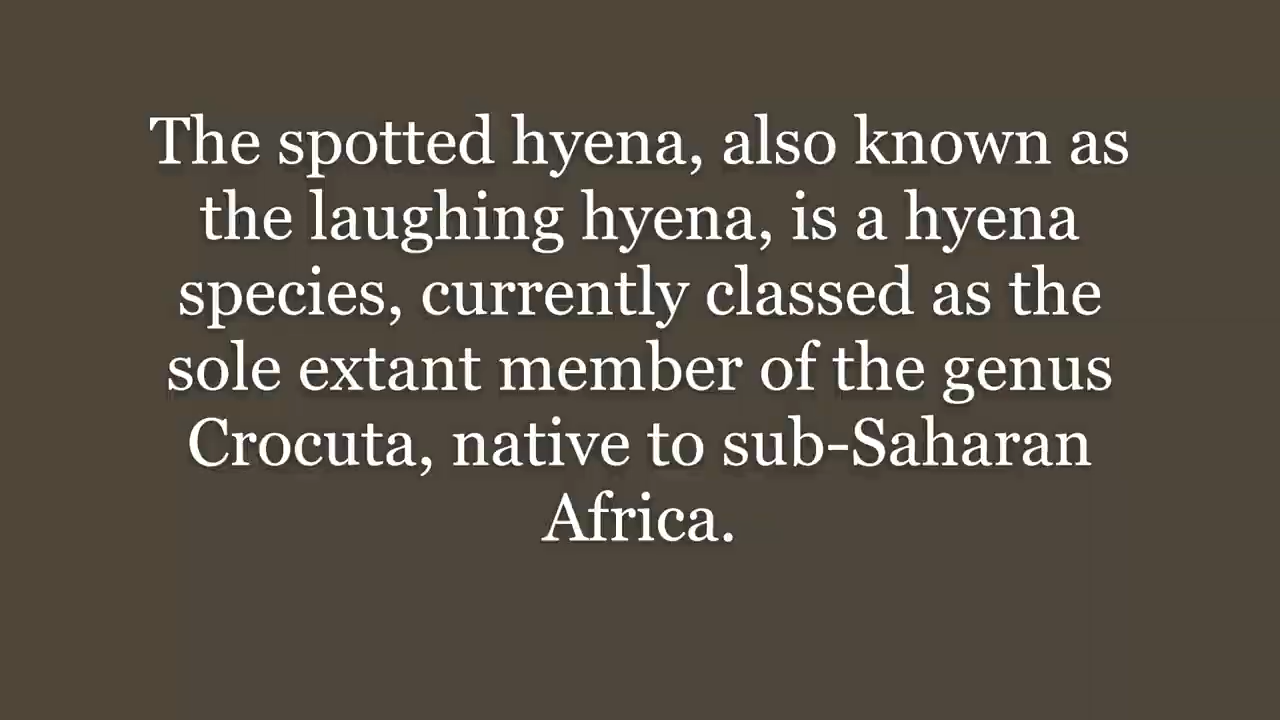 The spotted hyena, also known as
the laughing hyena, is a hyena
species, currently classed as the
sole extant member of the genus
Crocuta, native to sub-Saharan
Africa.